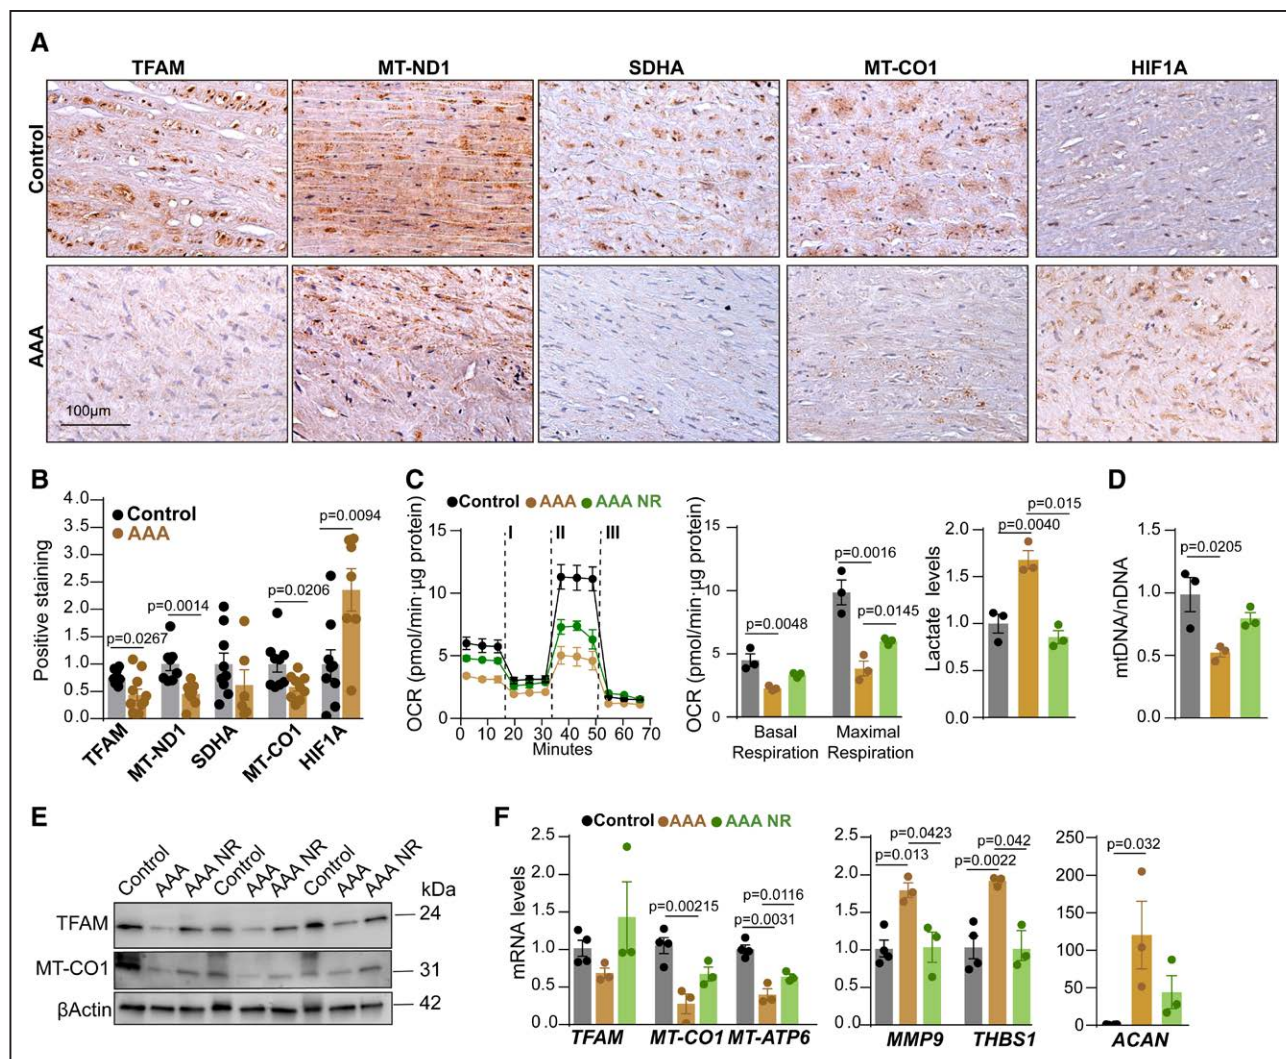 A
TFAM MT-ND1 SDHA MT-CO1 HIF1A
Control
AAA
100µm
B
Positive staining
4.0
3.5
3.0
2.5
2.0
1.5
1.0
0.5
0.0
Control
AAA
p=0.0267
p=0.0014
p=0.0206
p=0.0094
TFAM
MT-ND1
SDHA
MT-CO1
HIF1A
C
Control AAA AAA NR
OCR (pmol/min·µg protein)
15
10
5
0
I II III
0 10 20 30 40 50 60 70
Minutes
OCR (pmol/min·µg protein)
15
10
5
0
p=0.0048
p=0.0016
p=0.0145
Basal
Respiration
Maximal
Respiration
Lactate levels
2.0
1.5
1.0
0.5
0.0
p=0.015
p=0.0040
D
mtDNA/nDNA
1.5
1.0
0.5
0.0
p=0.0205
E
Control AAA AAA NR Control AAA AAA NR Control AAA AAA NR
kDa
TFAM 24
MT-CO1 31
βActin 42
F
Control AAA AAA NR
mRNA levels
2.5
2.0
1.5
1.0
0.5
0.0
p=0.00215
p=0.0116
p=0.0031
TFAM MT-CO1 MT-ATP6
2.5
2.0
1.5
1.0
0.5
0.0
p=0.0423
p=0.013
p=0.042
p=0.0022
MMP9 THBS1
250
200
150
100
50
0
p=0.032
ACAN